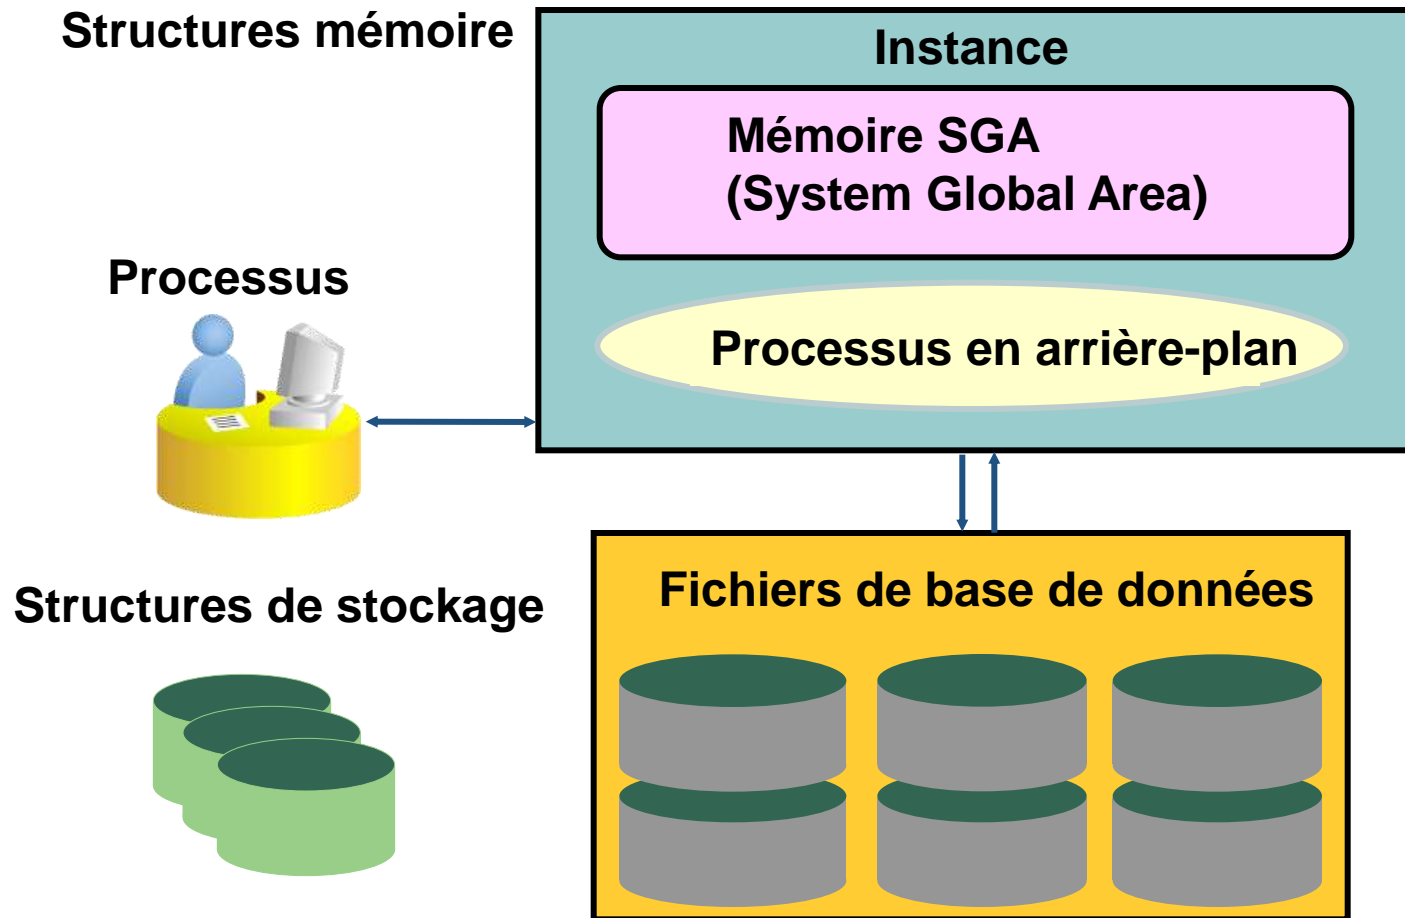 Structures mémoire
Instance
Mémoire SGA
(System Global Area)
Processus
Processus en arrière-plan
Structures de stockage
Fichiers de base de données